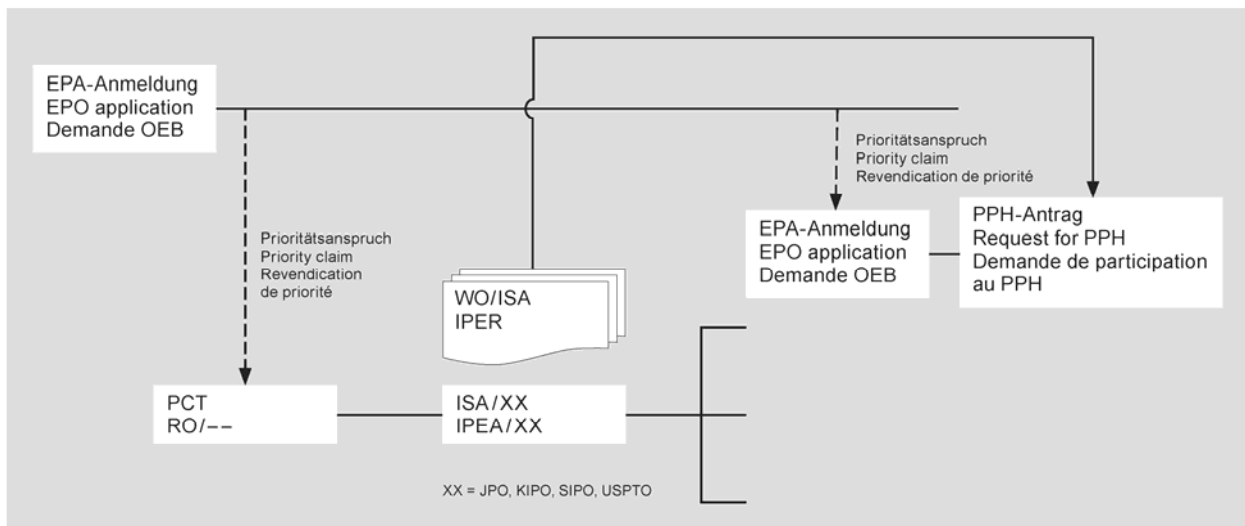 EPA-Anmeldung
EPO application
Demande OEB
Prioritätsanspruch
Priority claim
Revendication de priorité
EPA-Anmeldung
EPO application
Demande OEB
PPH-Antrag
Request for PPH
Demande de participation
au PPH
Prioritätsanspruch
Priority claim
Revendication
de priorité
WO/ISA
IPER
PCT
RO/––
ISA/XX
IPEA/XX
XX = JPO, KIPO, SIPO, USPTO